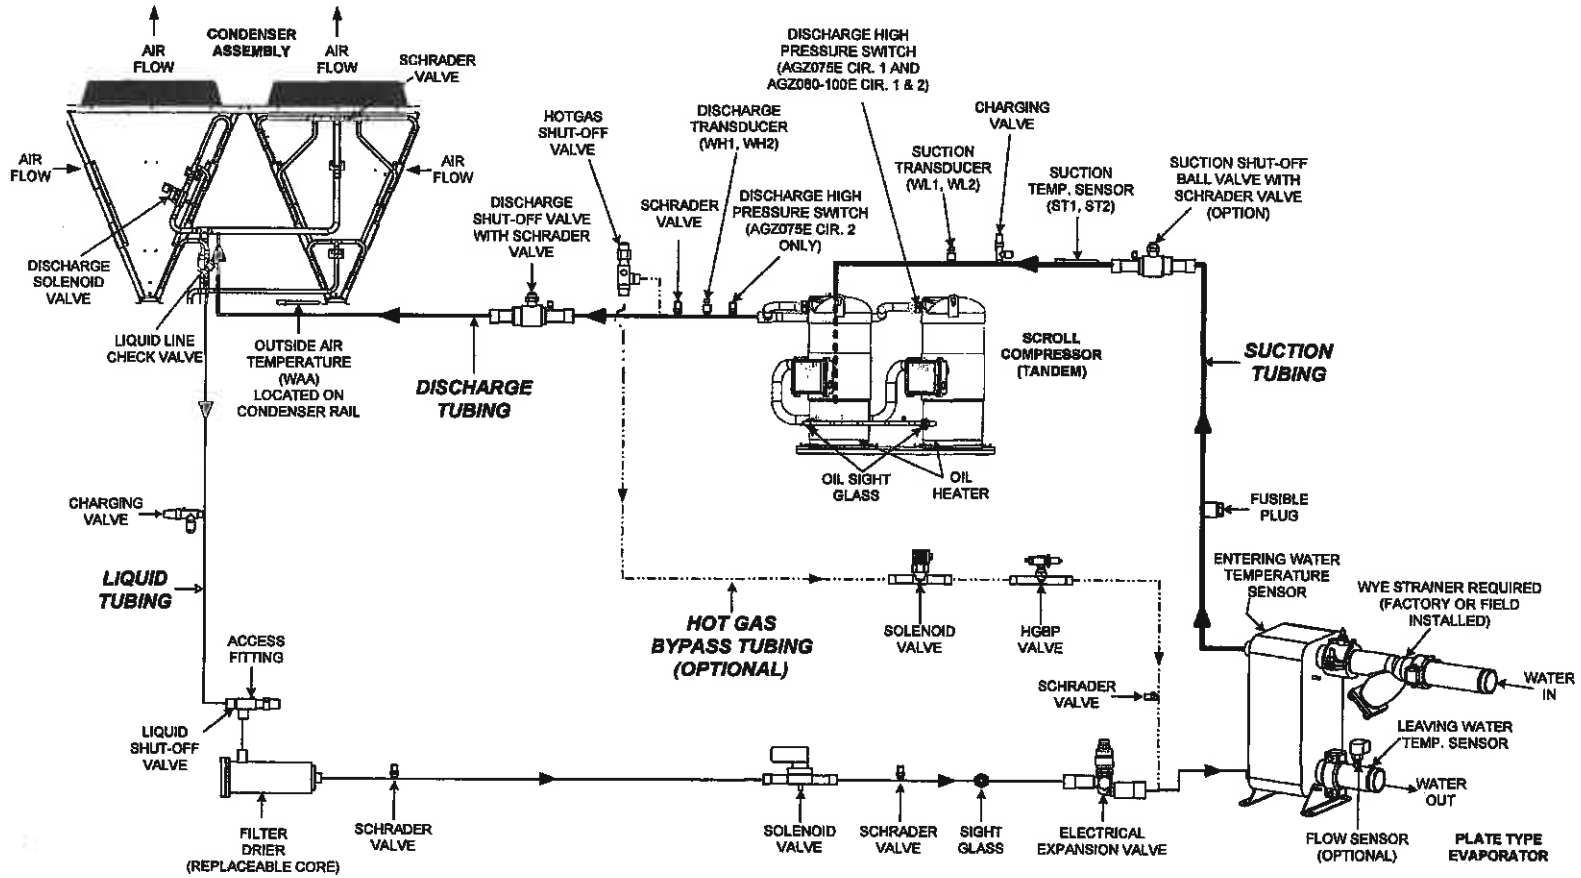 AIR
FLOW
CONDENSER
ASSEMBLY
AIR
FLOW
SCHRADER
VALVE
AIR
FLOW
AIR
FLOW
DISCHARGE
SOLENOID
VALVE
LIQUID LINE
CHECK VALVE
OUTSIDE AIR
TEMPERATURE
(WAA)
LOCATED ON
CONDENSER RAIL
DISCHARGE
SHUT-OFF VALVE
WITH SCHRADER
VALVE
DISCHARGE
TUBING
HOTGAS
SHUT-OFF
VALVE
SCHRADER
VALVE
DISCHARGE
TRANSDUCER
(WH1, WH2)
DISCHARGE HIGH
PRESSURE SWITCH
(AGZ075E CIR. 2
ONLY)
DISCHARGE HIGH
PRESSURE SWITCH
(AGZ075E CIR. 1 AND
AGZ080-100E CIR. 1 & 2)
SUCTION
TRANSDUCER
(WL1, WL2)
CHARGING
VALVE
SUCTION
TEMP. SENSOR
(ST1, ST2)
SUCTION SHUT-OFF
BALL VALVE WITH
SCHRADER VALVE
(OPTION)
SCROLL
COMPRESSOR
(TANDEM)
SUCTION
TUBING
OIL SIGHT
GLASS
OIL
HEATER
FUSIBLE
PLUG
CHARGING
VALVE
LIQUID
TUBING
ACCESS
FITTING
LIQUID
SHUT-OFF
VALVE
FILTER
DRIER
(REPLACEABLE CORE)
SCHRADER
VALVE
HOT GAS
BYPASS TUBING
(OPTIONAL)
SOLENOID
VALVE
HGBP
VALVE
SCHRADER
VALVE
SOLENOID
VALVE
SCHRADER
VALVE
SIGHT
GLASS
ELECTRICAL
EXPANSION VALVE
ENTERING WATER
TEMPERATURE
SENSOR
WYE STRAINER REQUIRED
(FACTORY OR FIELD
INSTALLED)
WATER
IN
LEAVING WATER
TEMP. SENSOR
WATER
OUT
FLOW SENSOR
(OPTIONAL)
PLATE TYPE
EVAPORATOR